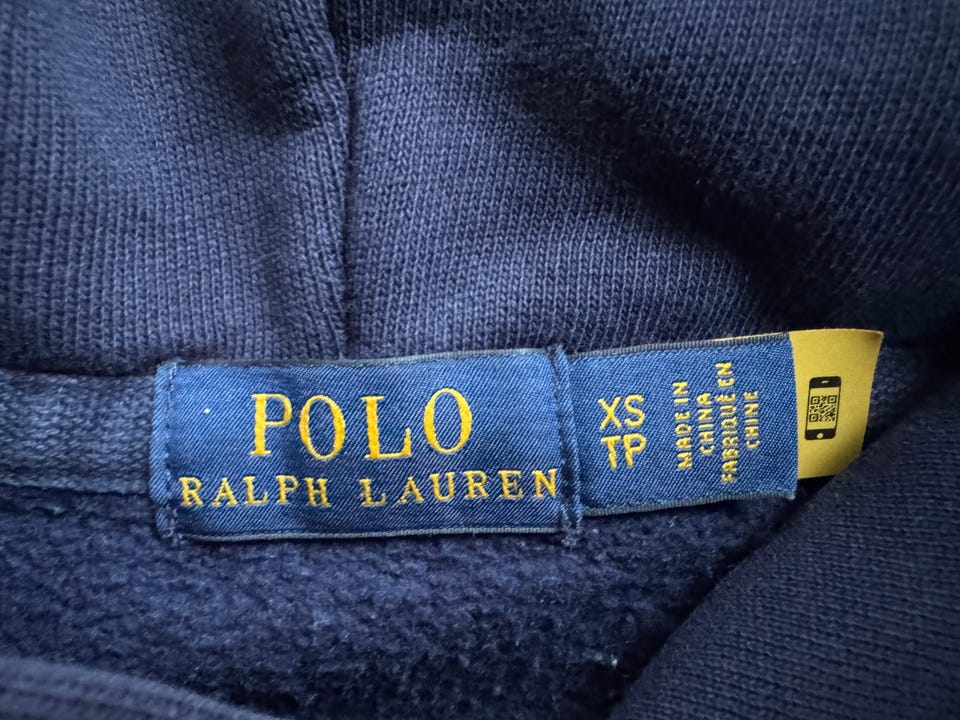 POLO
RALPH LAUREN
XS
TP
MADE IN
CHINA
FABRIQUÉ EN
CHINE